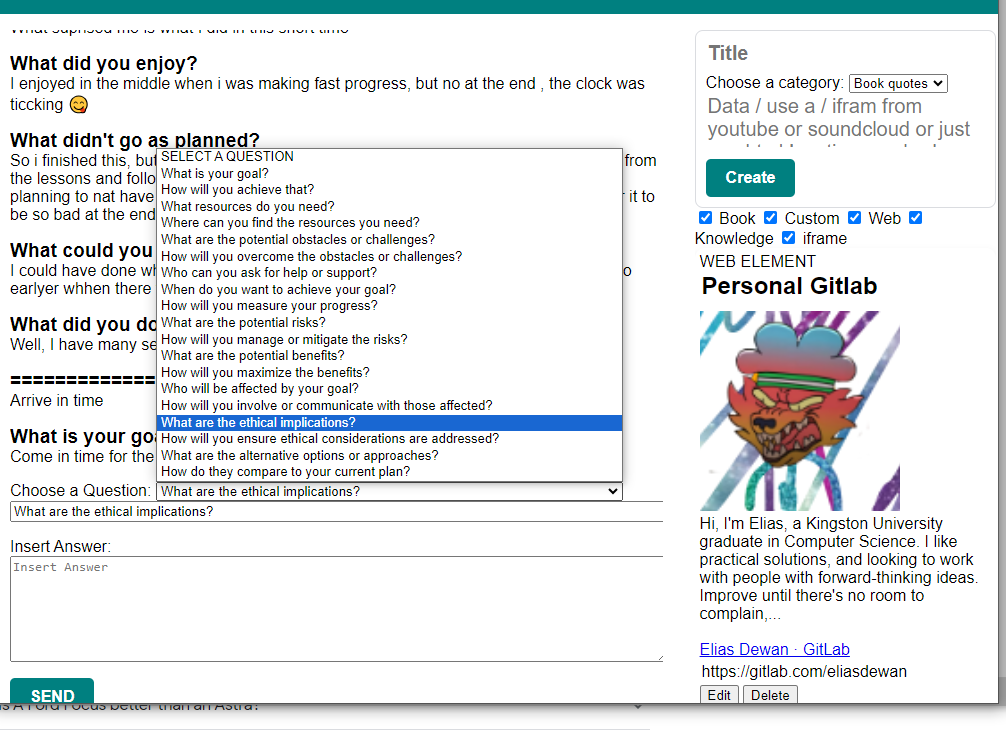 What suprised me is what I did in this short time
What did you enjoy?
I enjoyed in the middle when i was making fast progress, but no at the end , the clock was
ticcking 😋
What didn't go as planned?
So i finished this, but
from
the lessons and follo
planning to nat have
r it to
be so bad at the end
What could you
I could have done wh
o
earlyer whhen there
What did you do
Well, I have many se
=============
Arrive in time
What is your goa
Come in time for the
SELECT A QUESTION
What is your goal?
How will you achieve that?
What resources do you need?
Where can you find the resources you need?
What are the potential obstacles or challenges?
How will you overcome the obstacles or challenges?
Who can you ask for help or support?
When do you want to achieve your goal?
How will you measure your progress?
What are the potential risks?
How will you manage or mitigate the risks?
What are the potential benefits?
How will you maximize the benefits?
Who will be affected by your goal?
How will you involve or communicate with those affected?
What are the ethical implications?
How will you ensure ethical considerations are addressed?
What are the alternative options or approaches?
How do they compare to your current plan?
Choose a Question: What are the ethical implications?
What are the ethical implications?
Insert Answer:
Insert Answer
SEND
Is A Ford Focus better than an Astra?
Title
Choose a category: Book quotes
Data / use a / ifram from
youtube or soundcloud or just
Create
Book Custom Web
Knowledge iframe
WEB ELEMENT
Personal Gitlab
Hi, I'm Elias, a Kingston University
graduate in Computer Science. I like
practical solutions, and looking to work
with people with forward-thinking ideas.
Improve until there's no room to
complain,...
Elias Dewan · GitLab
https://gitlab.com/eliasdewan
Edit Delete